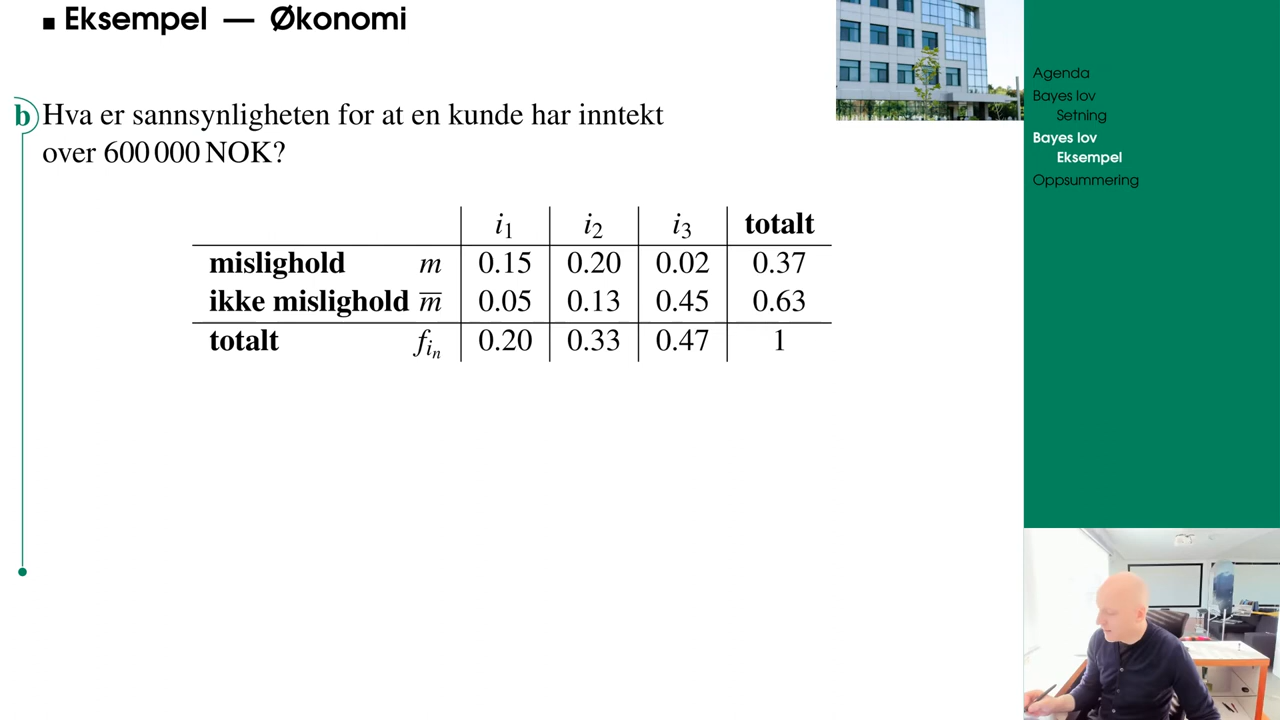 Eksempel — Økonomi
b Hva er sannsynligheten for at en kunde har inntekt
over 600 000 NOK?
i1 i2 i3 totalt
mislighold m 0.15 0.20 0.02 0.37
ikke mislighold m̅ 0.05 0.13 0.45 0.63
totalt f_in 0.20 0.33 0.47 1
Agenda
Bayes lov
Setning
Bayes lov
Eksempel
Oppsummering